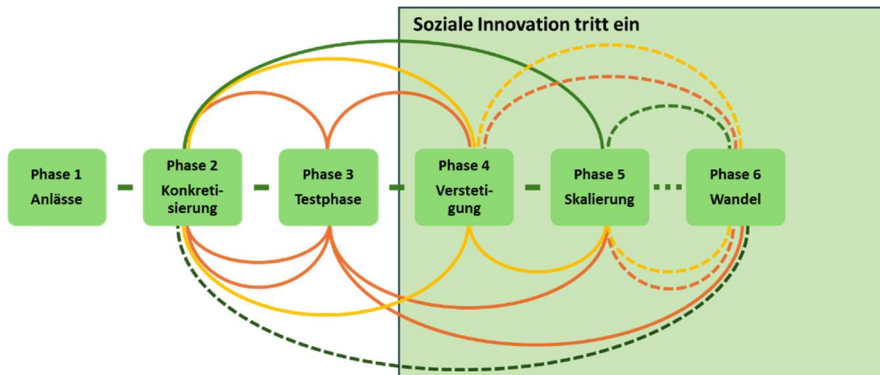 Soziale Innovation tritt ein
Phase 1
Anlässe
Phase 2
Konkreti-
sierung
Phase 3
Testphase
Phase 4
Versteti-
gung
Phase 5
Skalierung
Phase 6
Wandel